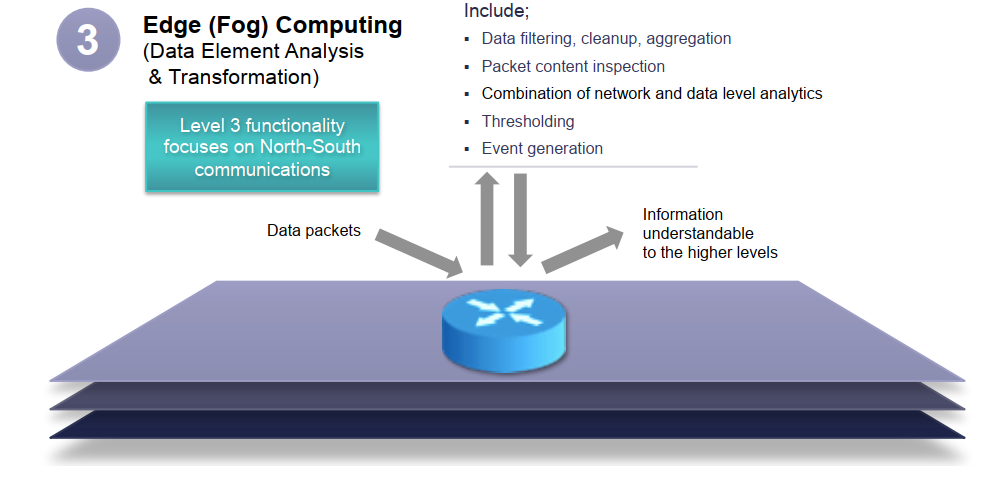 3
Edge (Fog) Computing
(Data Element Analysis
& Transformation)
Level 3 functionality
focuses on North-South
communications
Include;
▪ Data filtering, cleanup, aggregation
▪ Packet content inspection
▪ Combination of network and data level analytics
▪ Thresholding
▪ Event generation
Data packets
Information
understandable
to the higher levels